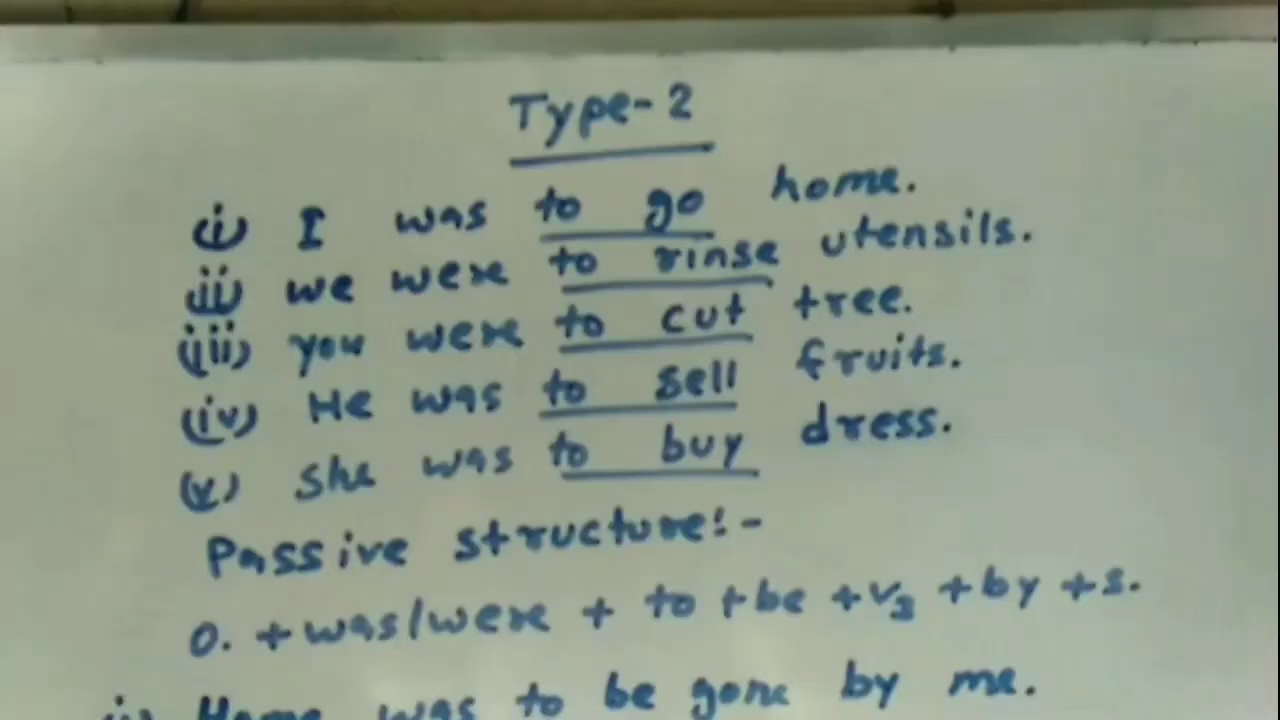 Type-2
(i) I was to go home.
(ii) we were to rinse utensils.
(iii) you were to cut tree.
(iv) He was to sell fruits.
(v) she was to buy dress.
Passive structure:-
O. + was/were + to + be + V3 + by + s.
i) Home was to be gone by me.